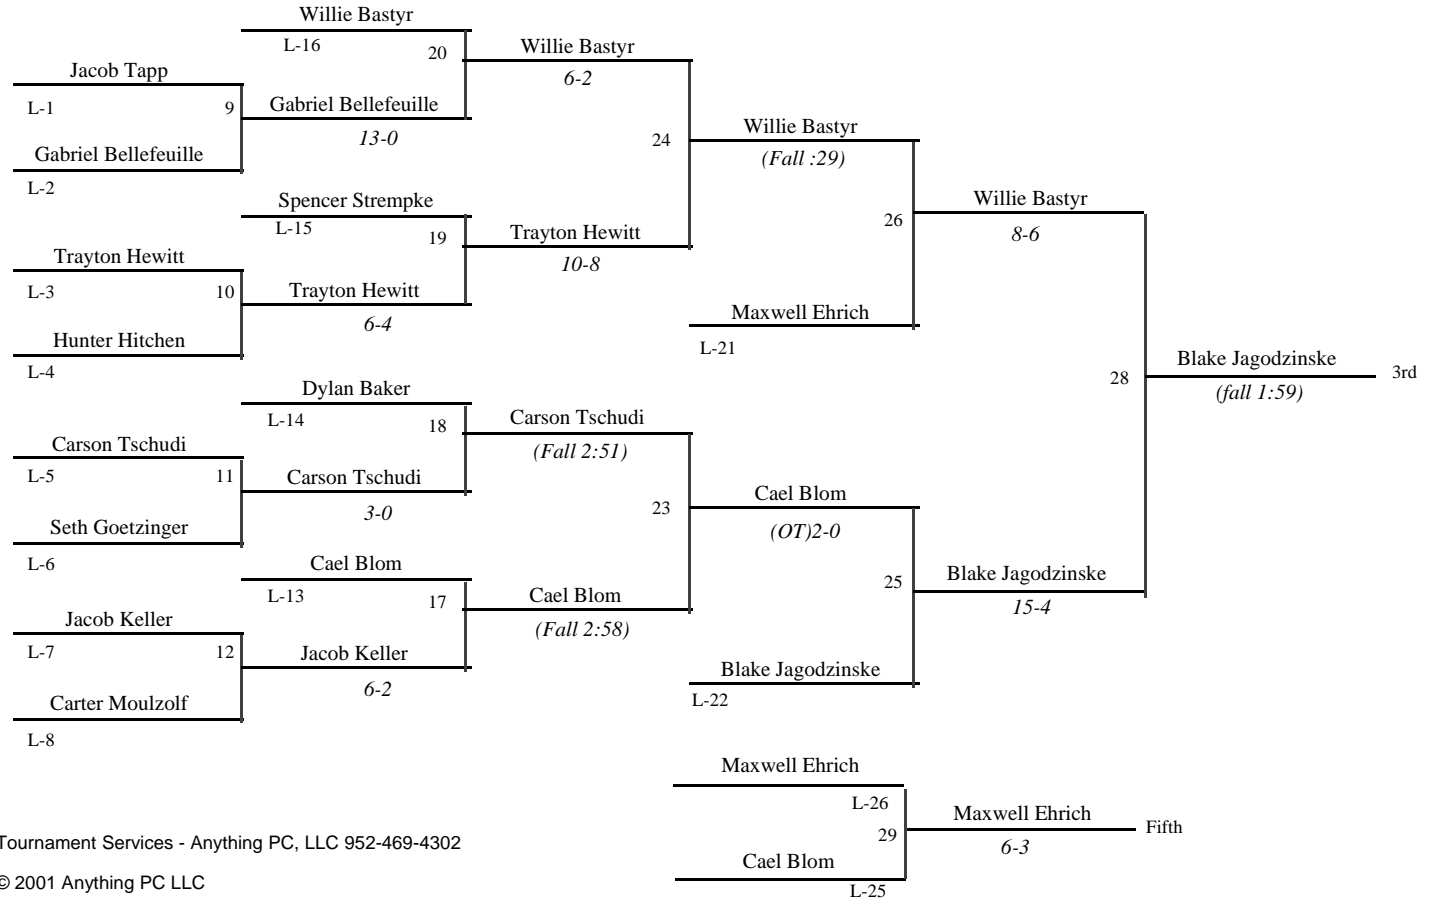 Willie Bastyr
L-16
20
Willie Bastyr
6-2
Jacob Tapp
L-1
9
Gabriel Bellefeuille
13-0
24
Willie Bastyr
(Fall :29)
Gabriel Bellefeuille
L-2
Spencer Strempke
L-15
19
Trayton Hewitt
10-8
26
Willie Bastyr
8-6
Trayton Hewitt
L-3
10
Trayton Hewitt
6-4
Maxwell Ehrich
L-21
Hunter Hitchen
L-4
28
Blake Jagodzinske
(fall 1:59)
3rd
Dylan Baker
L-14
18
Carson Tschudi
(Fall 2:51)
Carson Tschudi
L-5
11
Carson Tschudi
3-0
23
Cael Blom
(OT)2-0
Seth Goetzinger
L-6
Cael Blom
L-13
17
Cael Blom
(Fall 2:58)
25
Blake Jagodzinske
15-4
Jacob Keller
L-7
12
Jacob Keller
6-2
Blake Jagodzinske
L-22
Carter Moulzolf
L-8
Maxwell Ehrich
L-26
29
Maxwell Ehrich
6-3
Fifth
Cael Blom
L-25
Tournament Services - Anything PC, LLC 952-469-4302
© 2001 Anything PC LLC